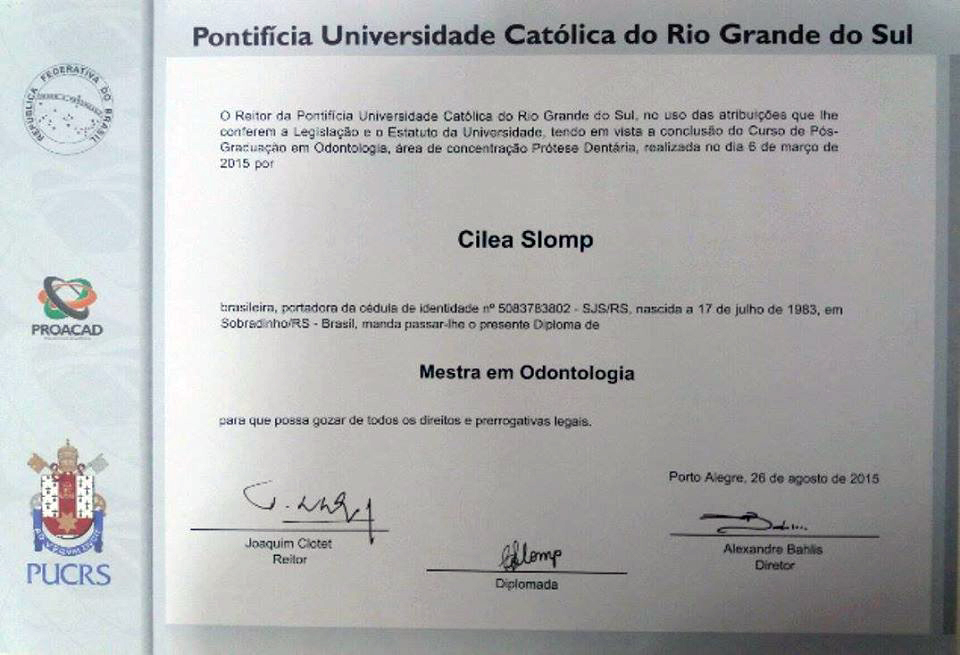 Pontifícia Universidade Católica do Rio Grande do Sul
REPÚBLICA FEDERATIVA DO BRASIL
O Reitor da Pontifícia Universidade Católica do Rio Grande do Sul, no uso das atribuições que lhe
conferem a Legislação e o Estatuto da Universidade, tendo em vista a conclusão do Curso de Pós-
Graduação em Odontologia, área de concentração Prótese Dentária, realizada no dia 6 de março de
2015 por
Cilea Slomp
brasileira, portadora da cédula de identidade nº 5083783802 - SJS/RS, nascida a 17 de julho de 1983, em
Sobradinho/RS - Brasil, manda passar-lhe o presente Diploma de
PROACAD
Mestra em Odontologia
para que possa gozar de todos os direitos e prerrogativas legais.
Porto Alegre, 26 de agosto de 2015
Joaquim Clotet
Reitor
CSlomp
Diplomada
Alexandre Bahlis
Diretor
PUCRS